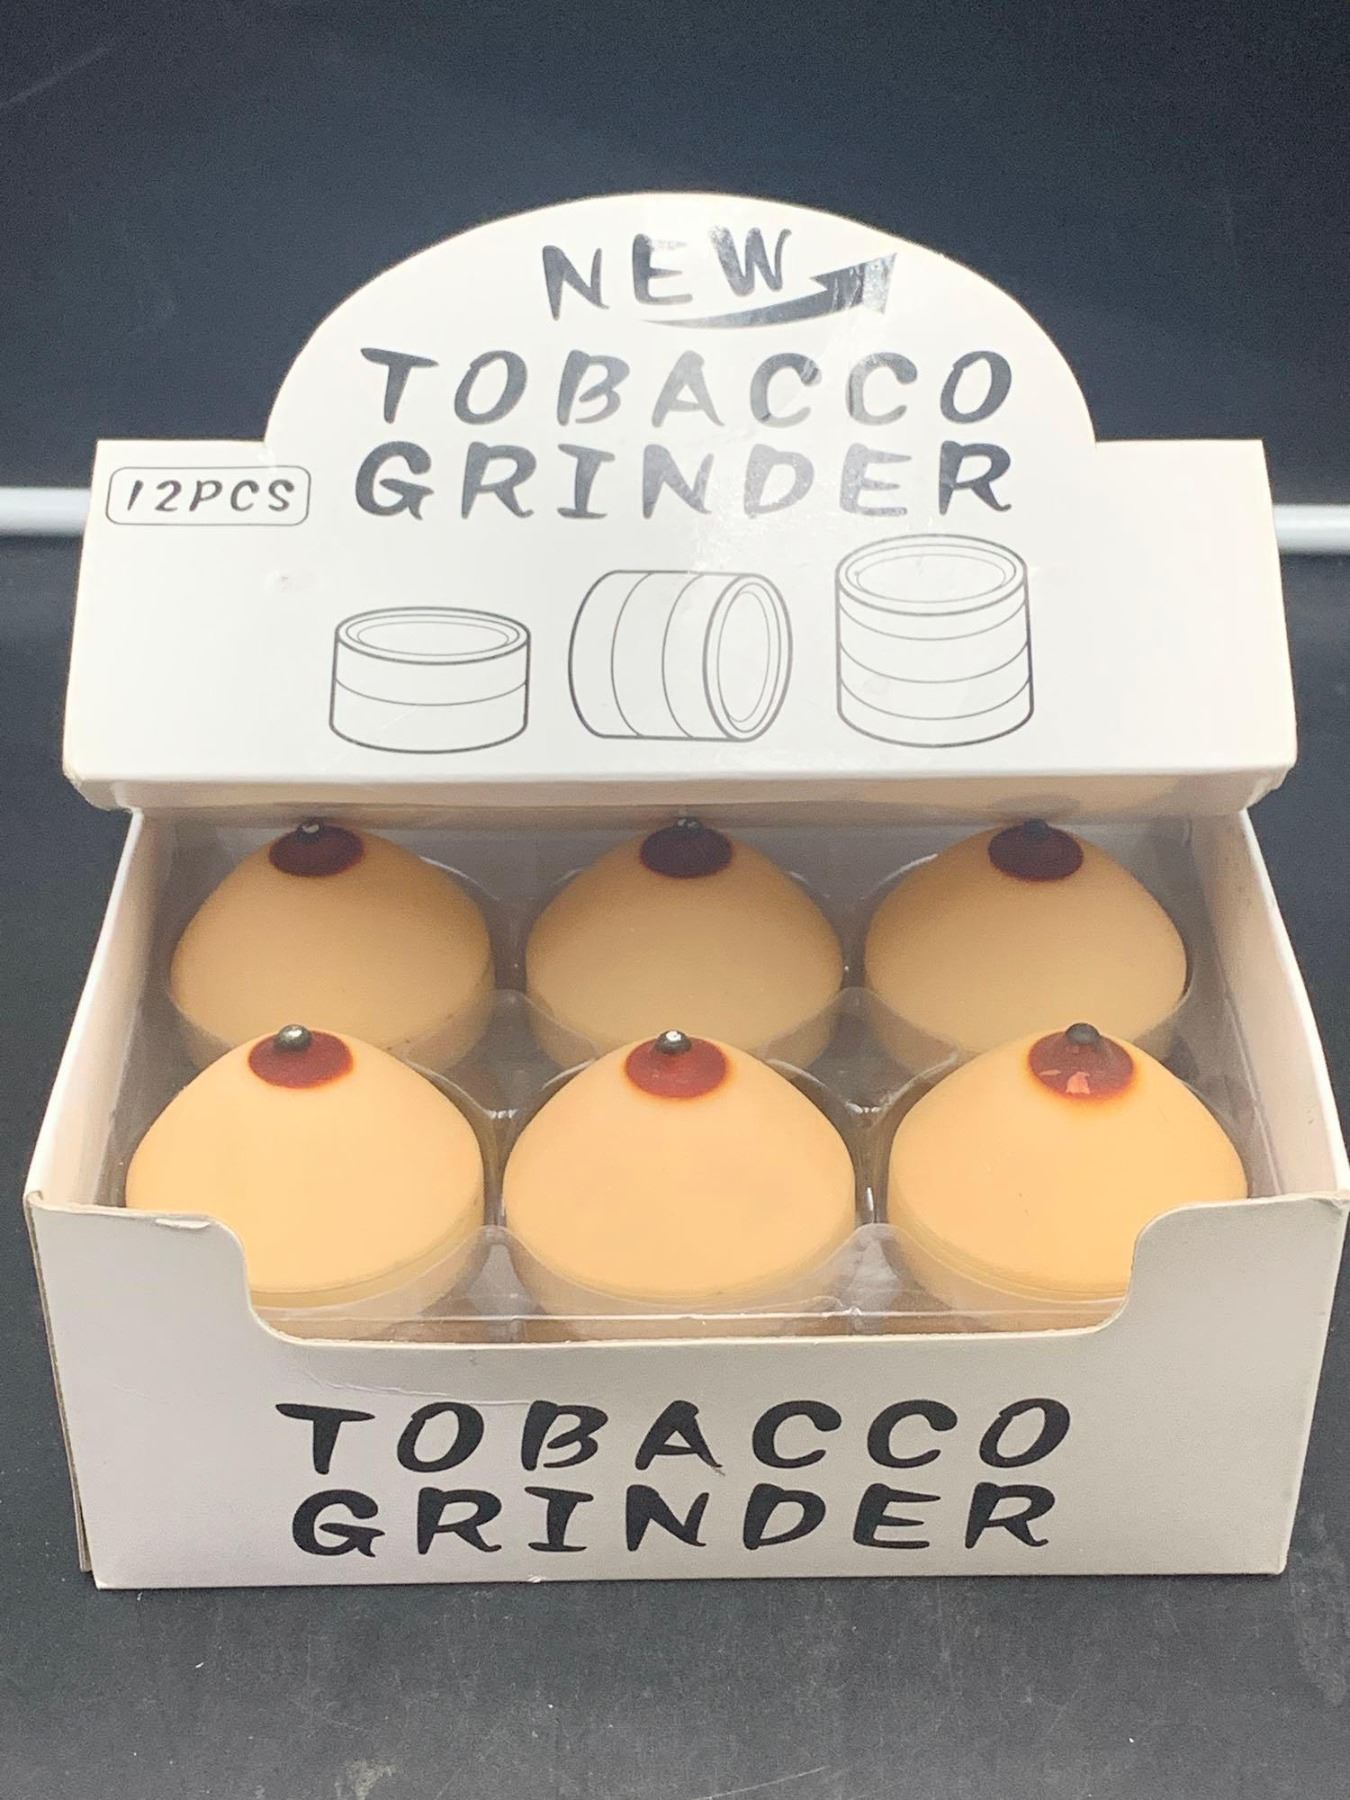 NEW
TOBACCO
GRINDER
12PCS
TOBACCO
GRINDER